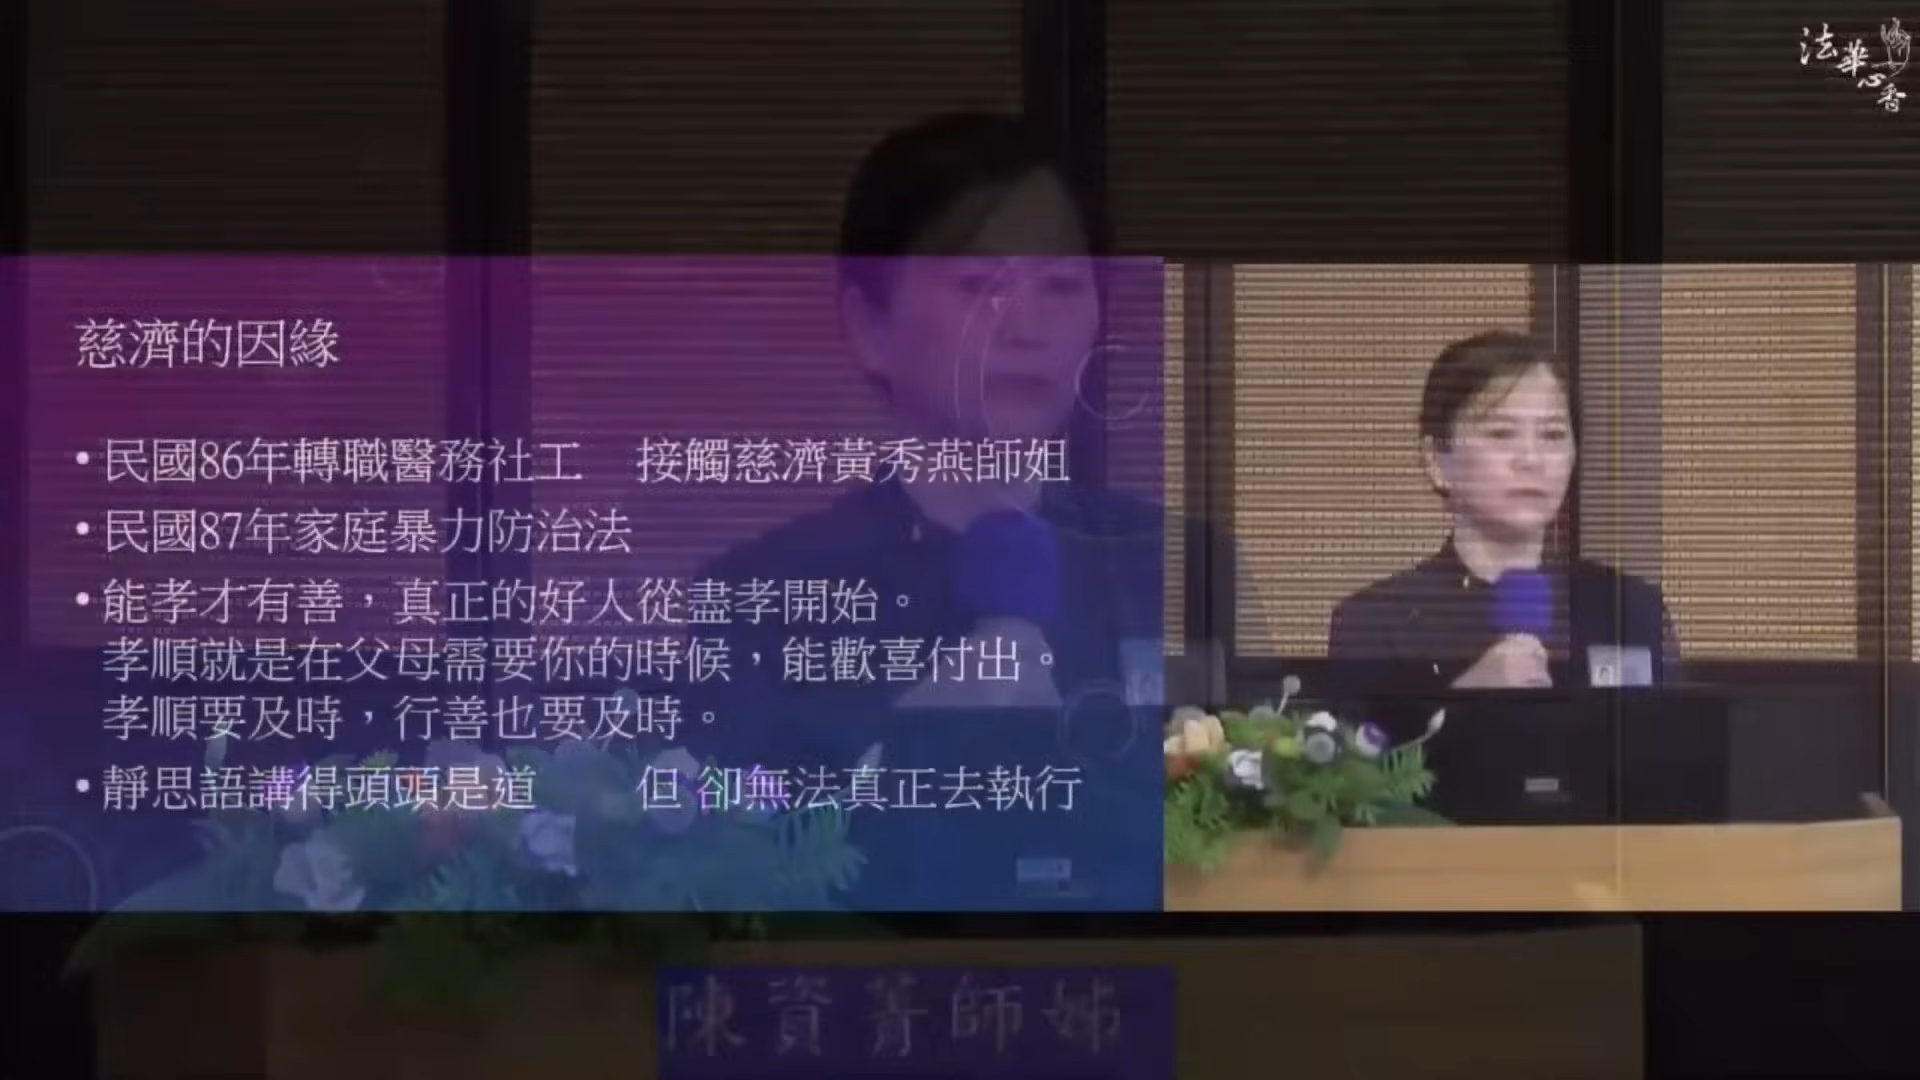 法華心香
慈濟的因緣
• 民國86年轉職醫務社工 接觸慈濟黃秀燕師姐
• 民國87年家庭暴力防治法
• 能孝才有善，真正的好人從盡孝開始。
孝順就是在父母需要你的時候，能歡喜付出。
孝順要及時，行善也要及時。
• 靜思語講得頭頭是道 但 卻無法真正去執行
陳資菁師姊